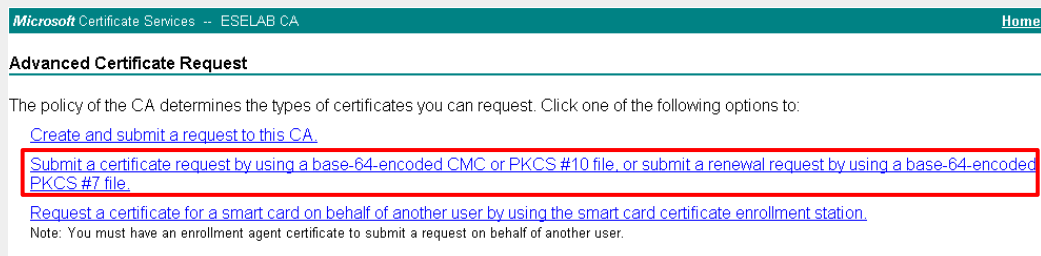 Microsoft Certificate Services -- ESELAB CA Home
Advanced Certificate Request
The policy of the CA determines the types of certificates you can request. Click one of the following options to:
Create and submit a request to this CA.
Submit a certificate request by using a base-64-encoded CMC or PKCS #10 file, or submit a renewal request by using a base-64-encoded
PKCS #7 file.
Request a certificate for a smart card on behalf of another user by using the smart card certificate enrollment station.
Note: You must have an enrollment agent certificate to submit a request on behalf of another user.